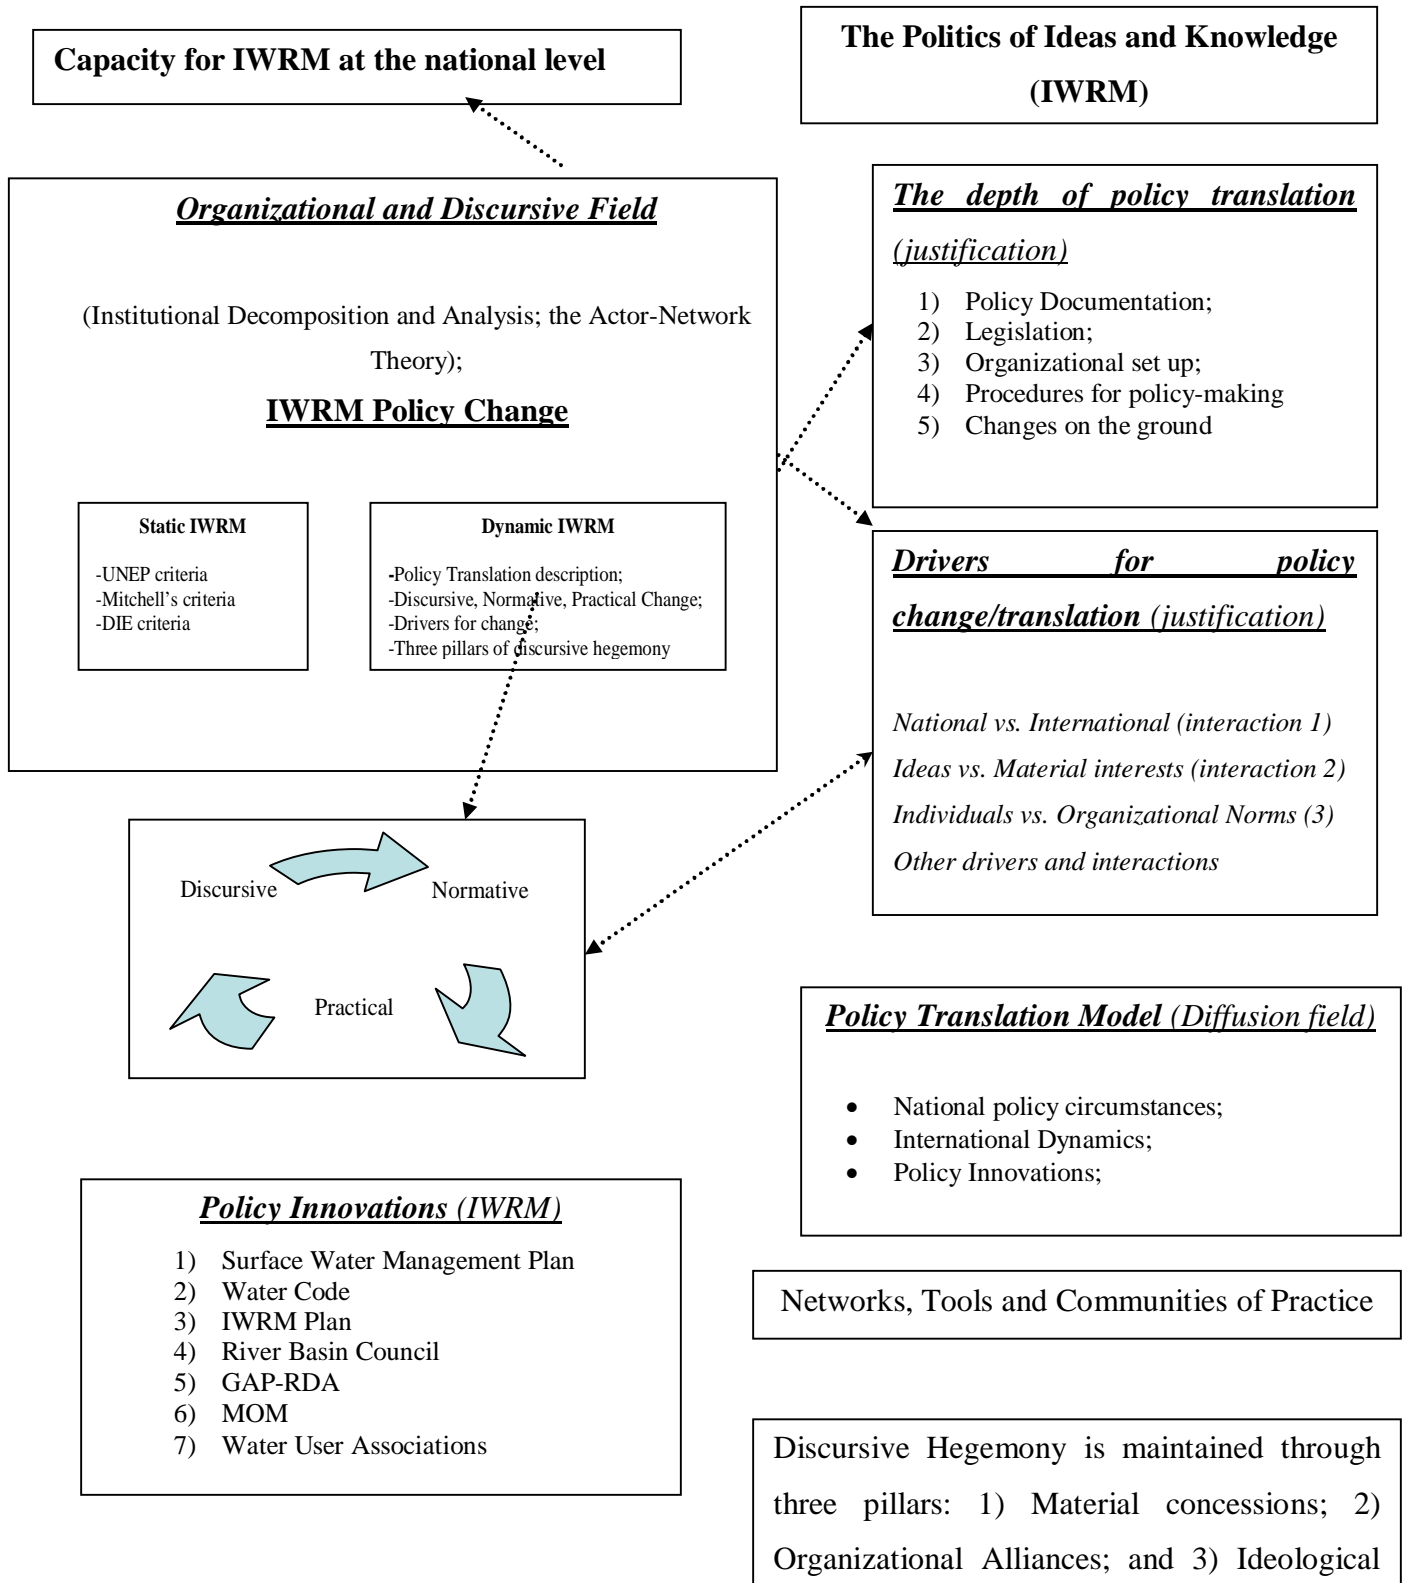 Capacity for IWRM at the national level
The Politics of Ideas and Knowledge
(IWRM)
Organizational and Discursive Field
(Institutional Decomposition and Analysis; the Actor-Network
Theory);
IWRM Policy Change
Static IWRM
-UNEP criteria
-Mitchell's criteria
-DIE criteria
Dynamic IWRM
-Policy Translation description;
-Discursive, Normative, Practical Change;
-Drivers for change;
-Three pillars of discursive hegemony
The depth of policy translation
(justification)
1) Policy Documentation;
2) Legislation;
3) Organizational set up;
4) Procedures for policy-making
5) Changes on the ground
Drivers for policy
change/translation (justification)
National vs. International (interaction 1)
Ideas vs. Material interests (interaction 2)
Individuals vs. Organizational Norms (3)
Other drivers and interactions
Discursive
Normative
Practical
Policy Translation Model (Diffusion field)
• National policy circumstances;
• International Dynamics;
• Policy Innovations;
Policy Innovations (IWRM)
1) Surface Water Management Plan
2) Water Code
3) IWRM Plan
4) River Basin Council
5) GAP-RDA
6) MOM
7) Water User Associations
Networks, Tools and Communities of Practice
Discursive Hegemony is maintained through
three pillars: 1) Material concessions; 2)
Organizational Alliances; and 3) Ideological